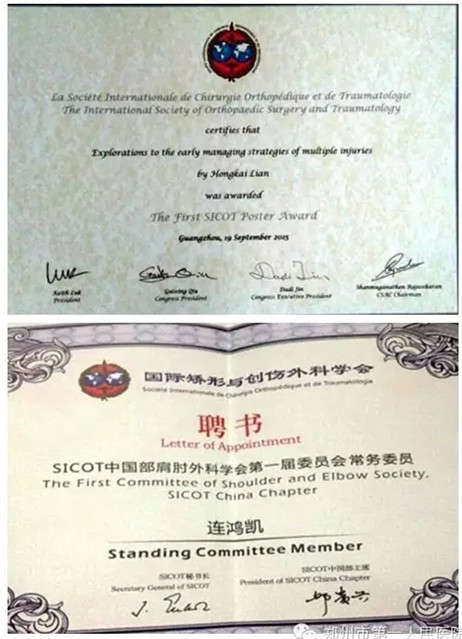 La Société Internationale de Chirurgie Orthopédique et de Traumatologie
The International Society of Orthopaedic Surgery and Traumatology
certifies that
Explorations to the early managing strategies of multiple injuries
by Hongkai Lian
was awarded
The First SICOT Poster Award
Guangzhou, 19 September 2015
Keith Luk
President
Guixing Qiu
Congress President
Dadi Jin
Congress Executive President
Shanmuganathan Rajasekaran
CSAC Chairman
国际矫形与创伤外科学会
Société Internationale de Chirurgie Orthopédique et de Traumatologie
聘书
Letter of Appointment
SICOT中国部肩肘外科学会第一届委员会常务委员
The First Committee of Shoulder and Elbow Society,
SICOT China Chapter
连鸿凯
Standing Committee Member
SICOT秘书长
Secretary General of SICOT
SICOT中国部主席
President of SICOT China Chapter
郑州市第一人民医院